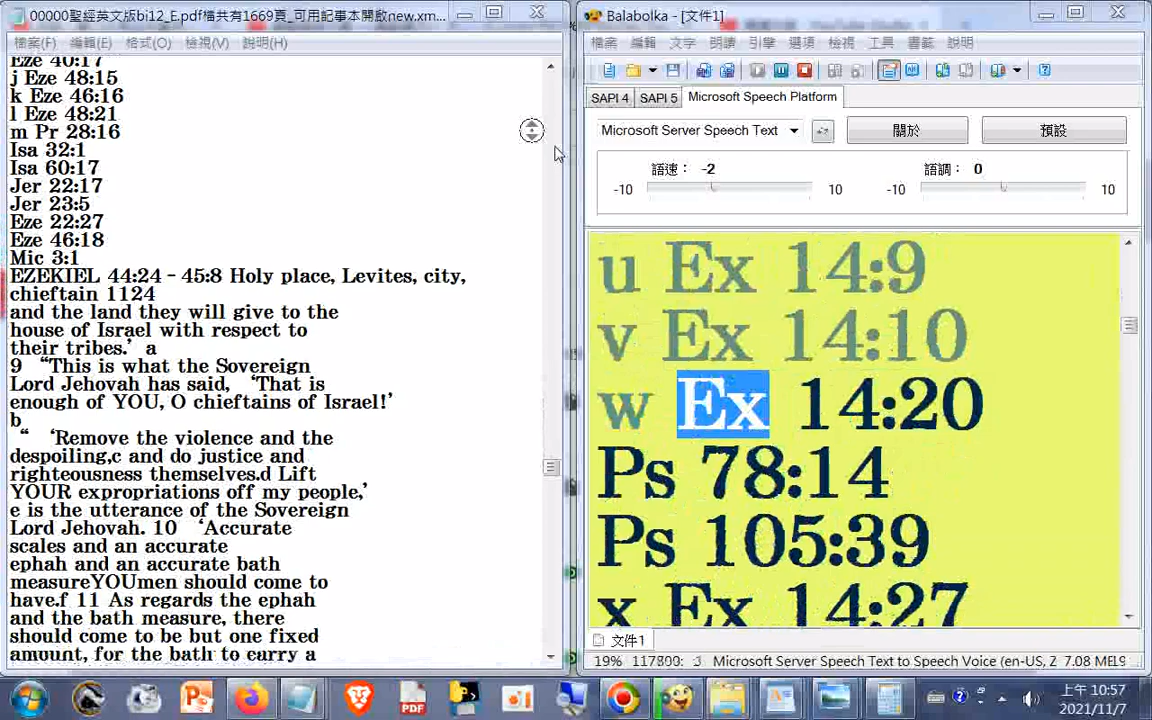 00000聖經英文版bi12_E.pdf檔共有1669頁_可用記事本開啟new.xm...
檔案(F) 編輯(E) 格式(O) 檢視(V) 說明(H)
Eze 40:17
j Eze 48:15
k Eze 46:16
l Eze 48:21
m Pr 28:16
Isa 32:1
Isa 60:17
Jer 22:17
Jer 23:5
Eze 22:27
Eze 46:18
Mic 3:1
EZEKIEL 44:24 - 45:8 Holy place, Levites, city,
chieftain 1124
and the land they will give to the
house of Israel with respect to
their tribes.’ a
9 “This is what the Sovereign
Lord Jehovah has said, ‘That is
enough of YOU, O chieftains of Israel!’
b
“ ‘Remove the violence and the
despoiling,c and do justice and
righteousness themselves.d Lift
YOUR expropriations off my people,’
e is the utterance of the Sovereign
Lord Jehovah. 10 ‘Accurate
scales and an accurate
ephah and an accurate bath
measureYOUmen should come to
have.f 11 As regards the ephah
and the bath measure, there
should come to be but one fixed
amount, for the bath to carry a
Balabolka - [文件1]
檔案 編輯 文字 朗讀 引擎 選項 檢視 工具 書籤 說明
SAPI 4 SAPI 5 Microsoft Speech Platform
Microsoft Server Speech Text 關於 預設
語速： -2 語調： 0
-10 10 -10 10
u Ex 14:9
v Ex 14:10
w Ex 14:20
Ps 78:14
Ps 105:39
x Ex 14:27
文件1
19% Microsoft Server Speech Text to Speech Voice (en-US,
上午 10:57
2021/11/7